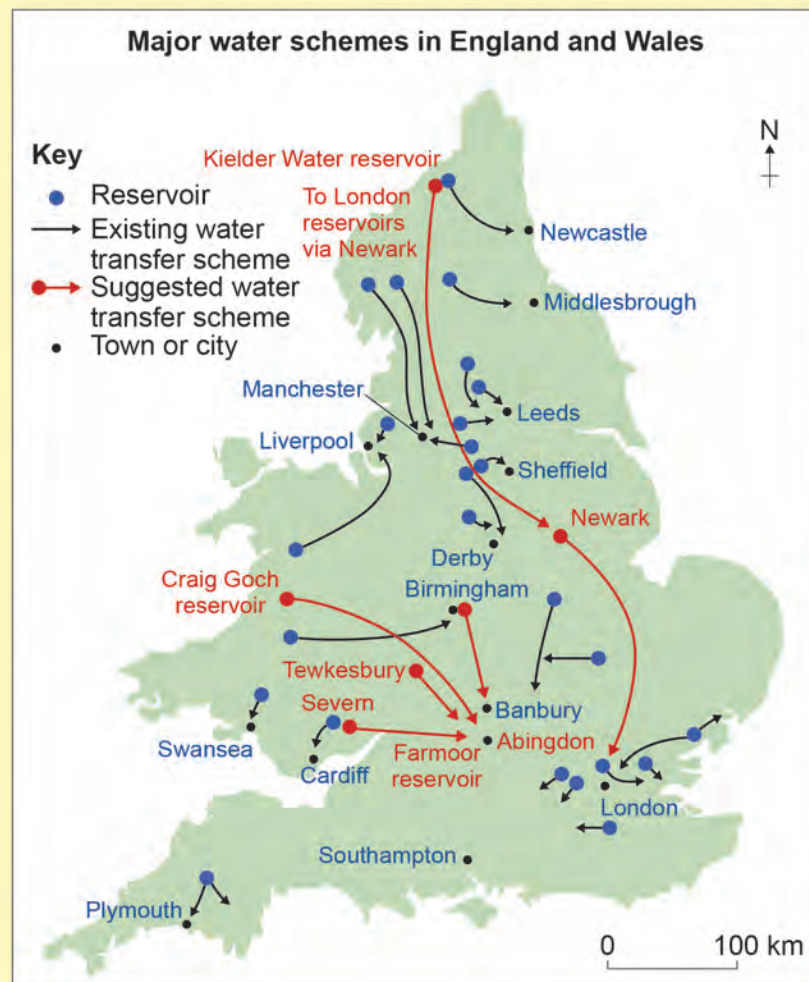 Major water schemes in England and Wales
N
Key
Reservoir
Existing water
transfer scheme
Suggested water
transfer scheme
Town or city
Kielder Water reservoir
To London
reservoirs
via Newark
Newcastle
Middlesbrough
Manchester
Leeds
Liverpool
Sheffield
Newark
Derby
Craig Goch
reservoir
Birmingham
Tewkesbury
Severn
Banbury
Abingdon
Swansea
Cardiff
Farmoor
reservoir
London
Southampton
Plymouth
0 100 km